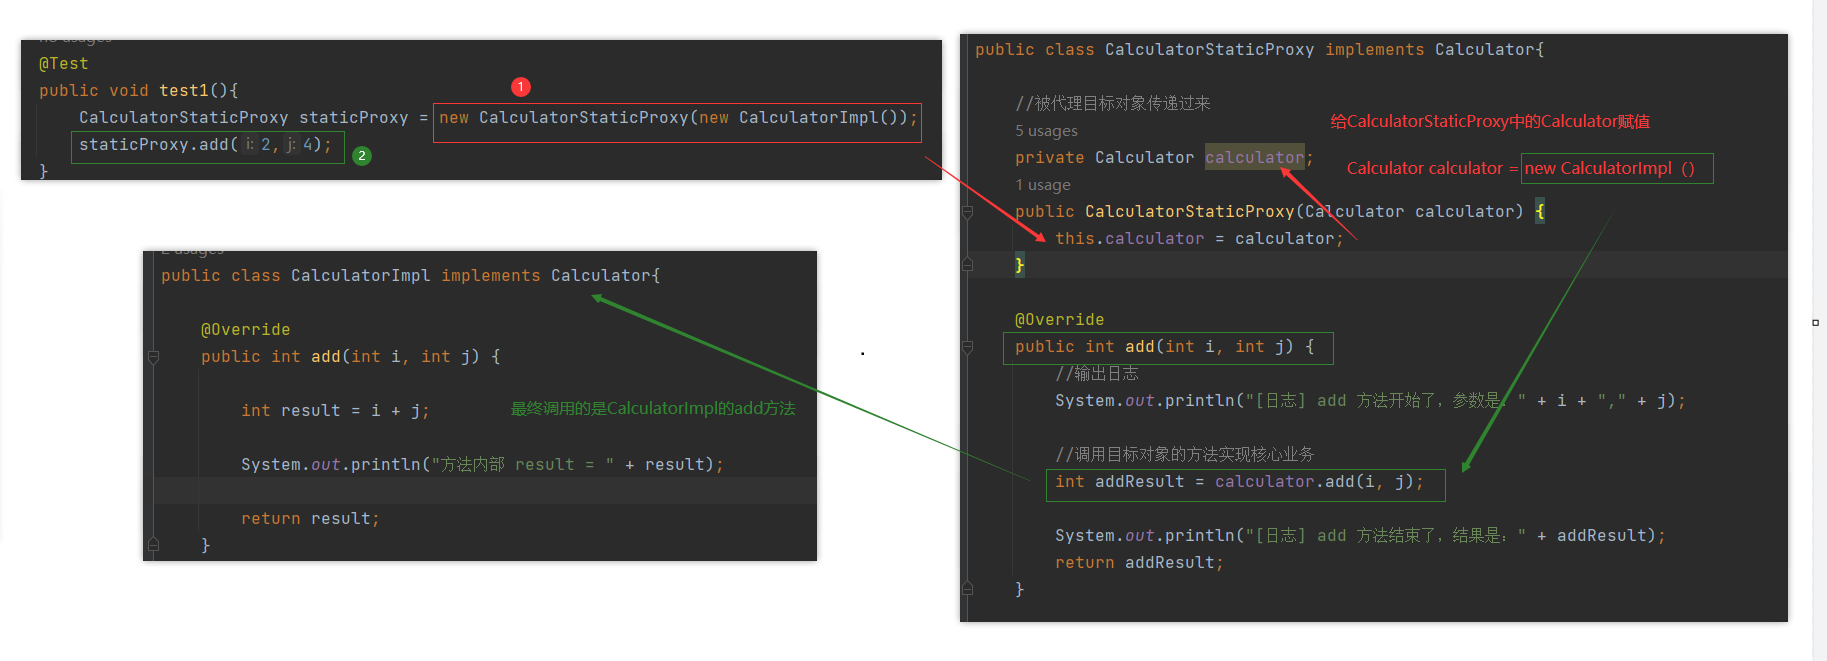 @Test
public void test1(){
CalculatorStaticProxy staticProxy = new CalculatorStaticProxy(new CalculatorImpl());
staticProxy.add( i: 2, j: 4);
}
1
2
usages
public class CalculatorImpl implements Calculator{
@Override
public int add(int i, int j) {
int result = i + j;
最终调用的是CalculatorImpl的add方法
System.out.println("方法内部 result = " + result);
return result;
}
public class CalculatorStaticProxy implements Calculator{
//被代理目标对象传递过来
5 usages
给CalculatorStaticProxy中的Calculator赋值
private Calculator calculator;
Calculator calculator = new CalculatorImpl（）
1 usage
public CalculatorStaticProxy(Calculator calculator) {
this.calculator = calculator;
}
@Override
public int add(int i, int j) {
//输出日志
System.out.println("[日志] add 方法开始了，参数是：" + i + "," + j);
//调用目标对象的方法实现核心业务
int addResult = calculator.add(i, j);
System.out.println("[日志] add 方法结束了，结果是：" + addResult);
return addResult;
}